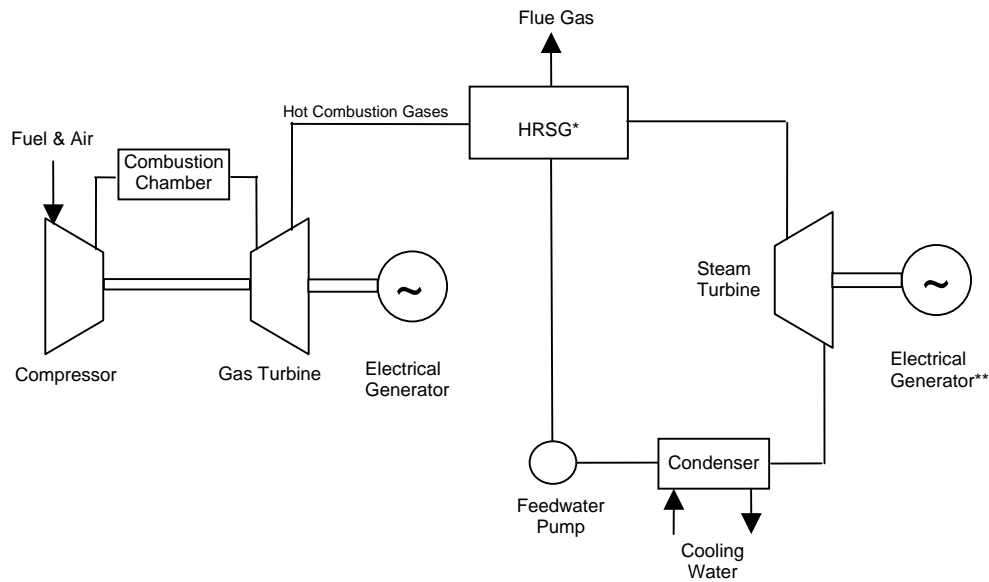 Flue Gas
Hot Combustion Gases
HRSG*
Fuel & Air
Combustion
Chamber
Steam
Turbine
~
~
Compressor
Gas Turbine
Electrical
Generator
Electrical
Generator**
Condenser
Feedwater
Pump
Cooling
Water